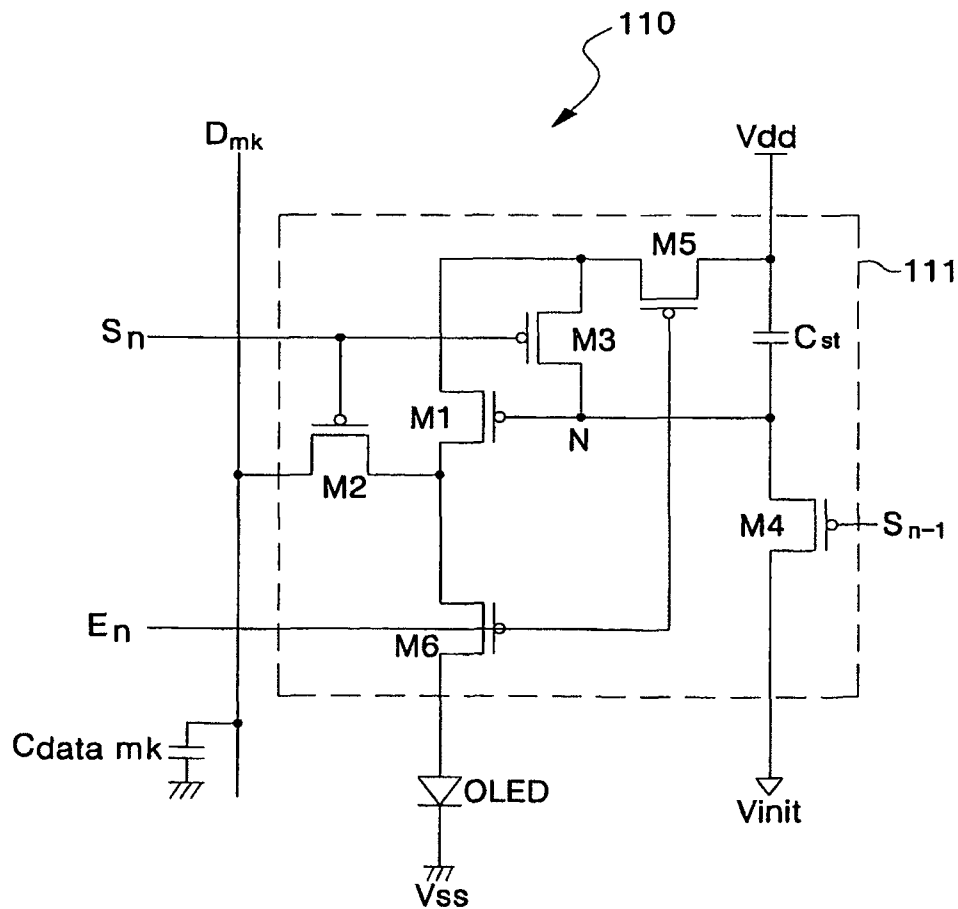 110
Dmk
Vdd
M5
111
Sn
M3
Cst
M1
N
M2
M4
Sn-1
En
M6
Cdata mk
OLED
Vinit
Vss